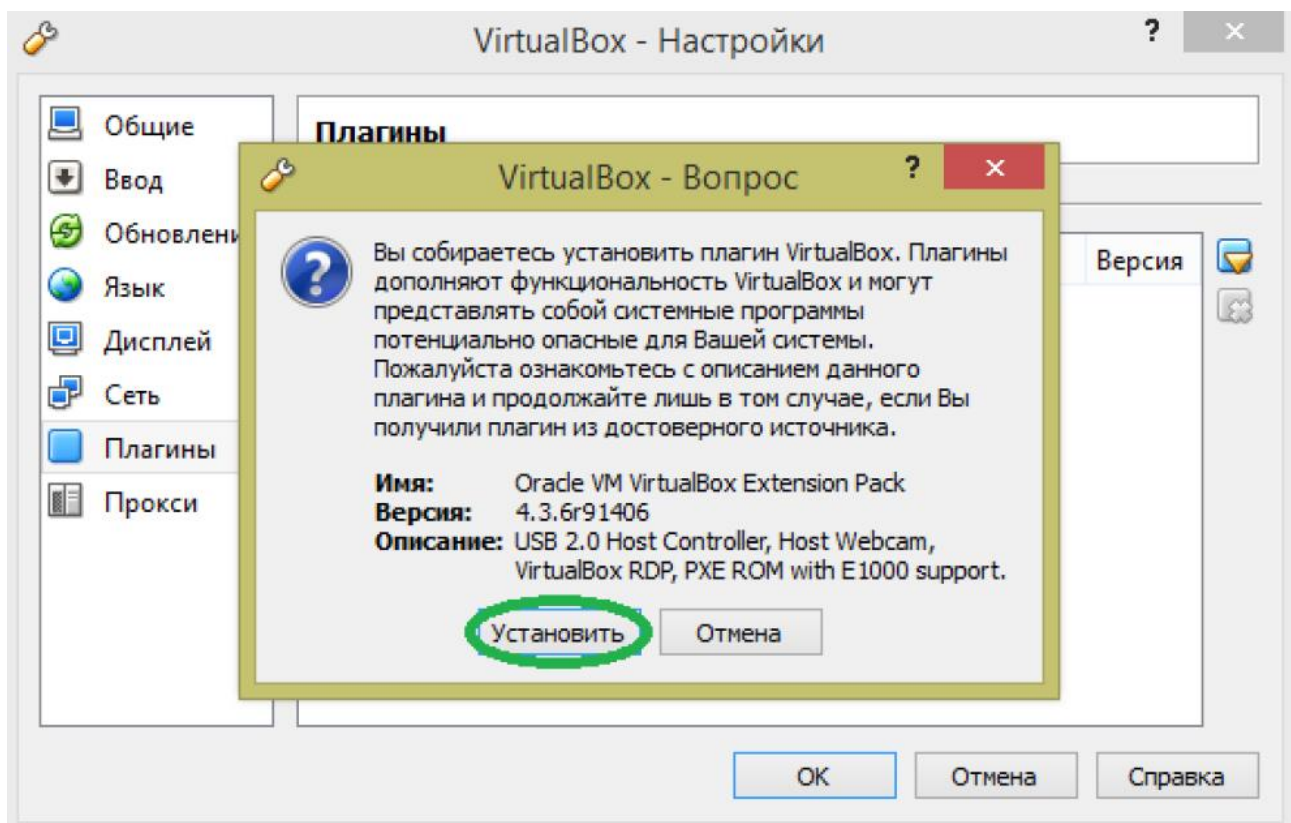 VirtualBox - Настройки
?
Общие
Ввод
Обновлени
Язык
Дисплей
Сеть
Плагины
Прокси
Плагины
Версия
VirtualBox - Вопрос
?
Вы собираетесь установить плагин VirtualBox. Плагины
дополняют функциональность VirtualBox и могут
представлять собой системные программы
потенциально опасные для Вашей системы.
Пожалуйста ознакомьтесь с описанием данного
плагина и продолжайте лишь в том случае, если Вы
получили плагин из достоверного источника.
Имя: Oracle VM VirtualBox Extension Pack
Версия: 4.3.6r91406
Описание: USB 2.0 Host Controller, Host Webcam,
VirtualBox RDP, PXE ROM with E1000 support.
Установить Отмена
OK Отмена Справка